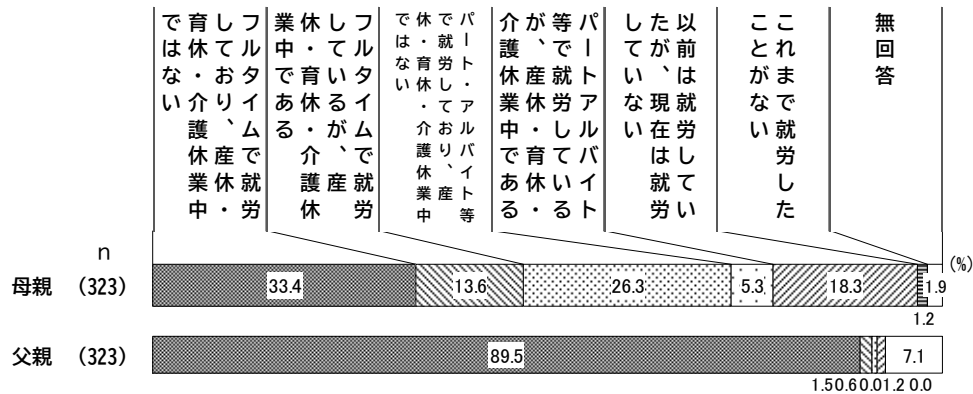 フルタイムで就労
しており、産休・
育休・介護休業中
ではない
フルタイムで就労
しているが、産
休・育休・介護休
業中である
パート・アルバイト等
で就労しており、産
休・育休・介護休業中
ではない
パートアルバイト
等で就労している
が、産休・育休・
介護休業中である
以前は就労してい
たが、現在は就労
していない
これまで就労した
ことがない
無回答
n
(%)
母親 (323) 33.4 13.6 26.3 5.3 18.3 1.9
1.2
父親 (323) 89.5 7.1
1.5 0.6 0.0 1.2 0.0